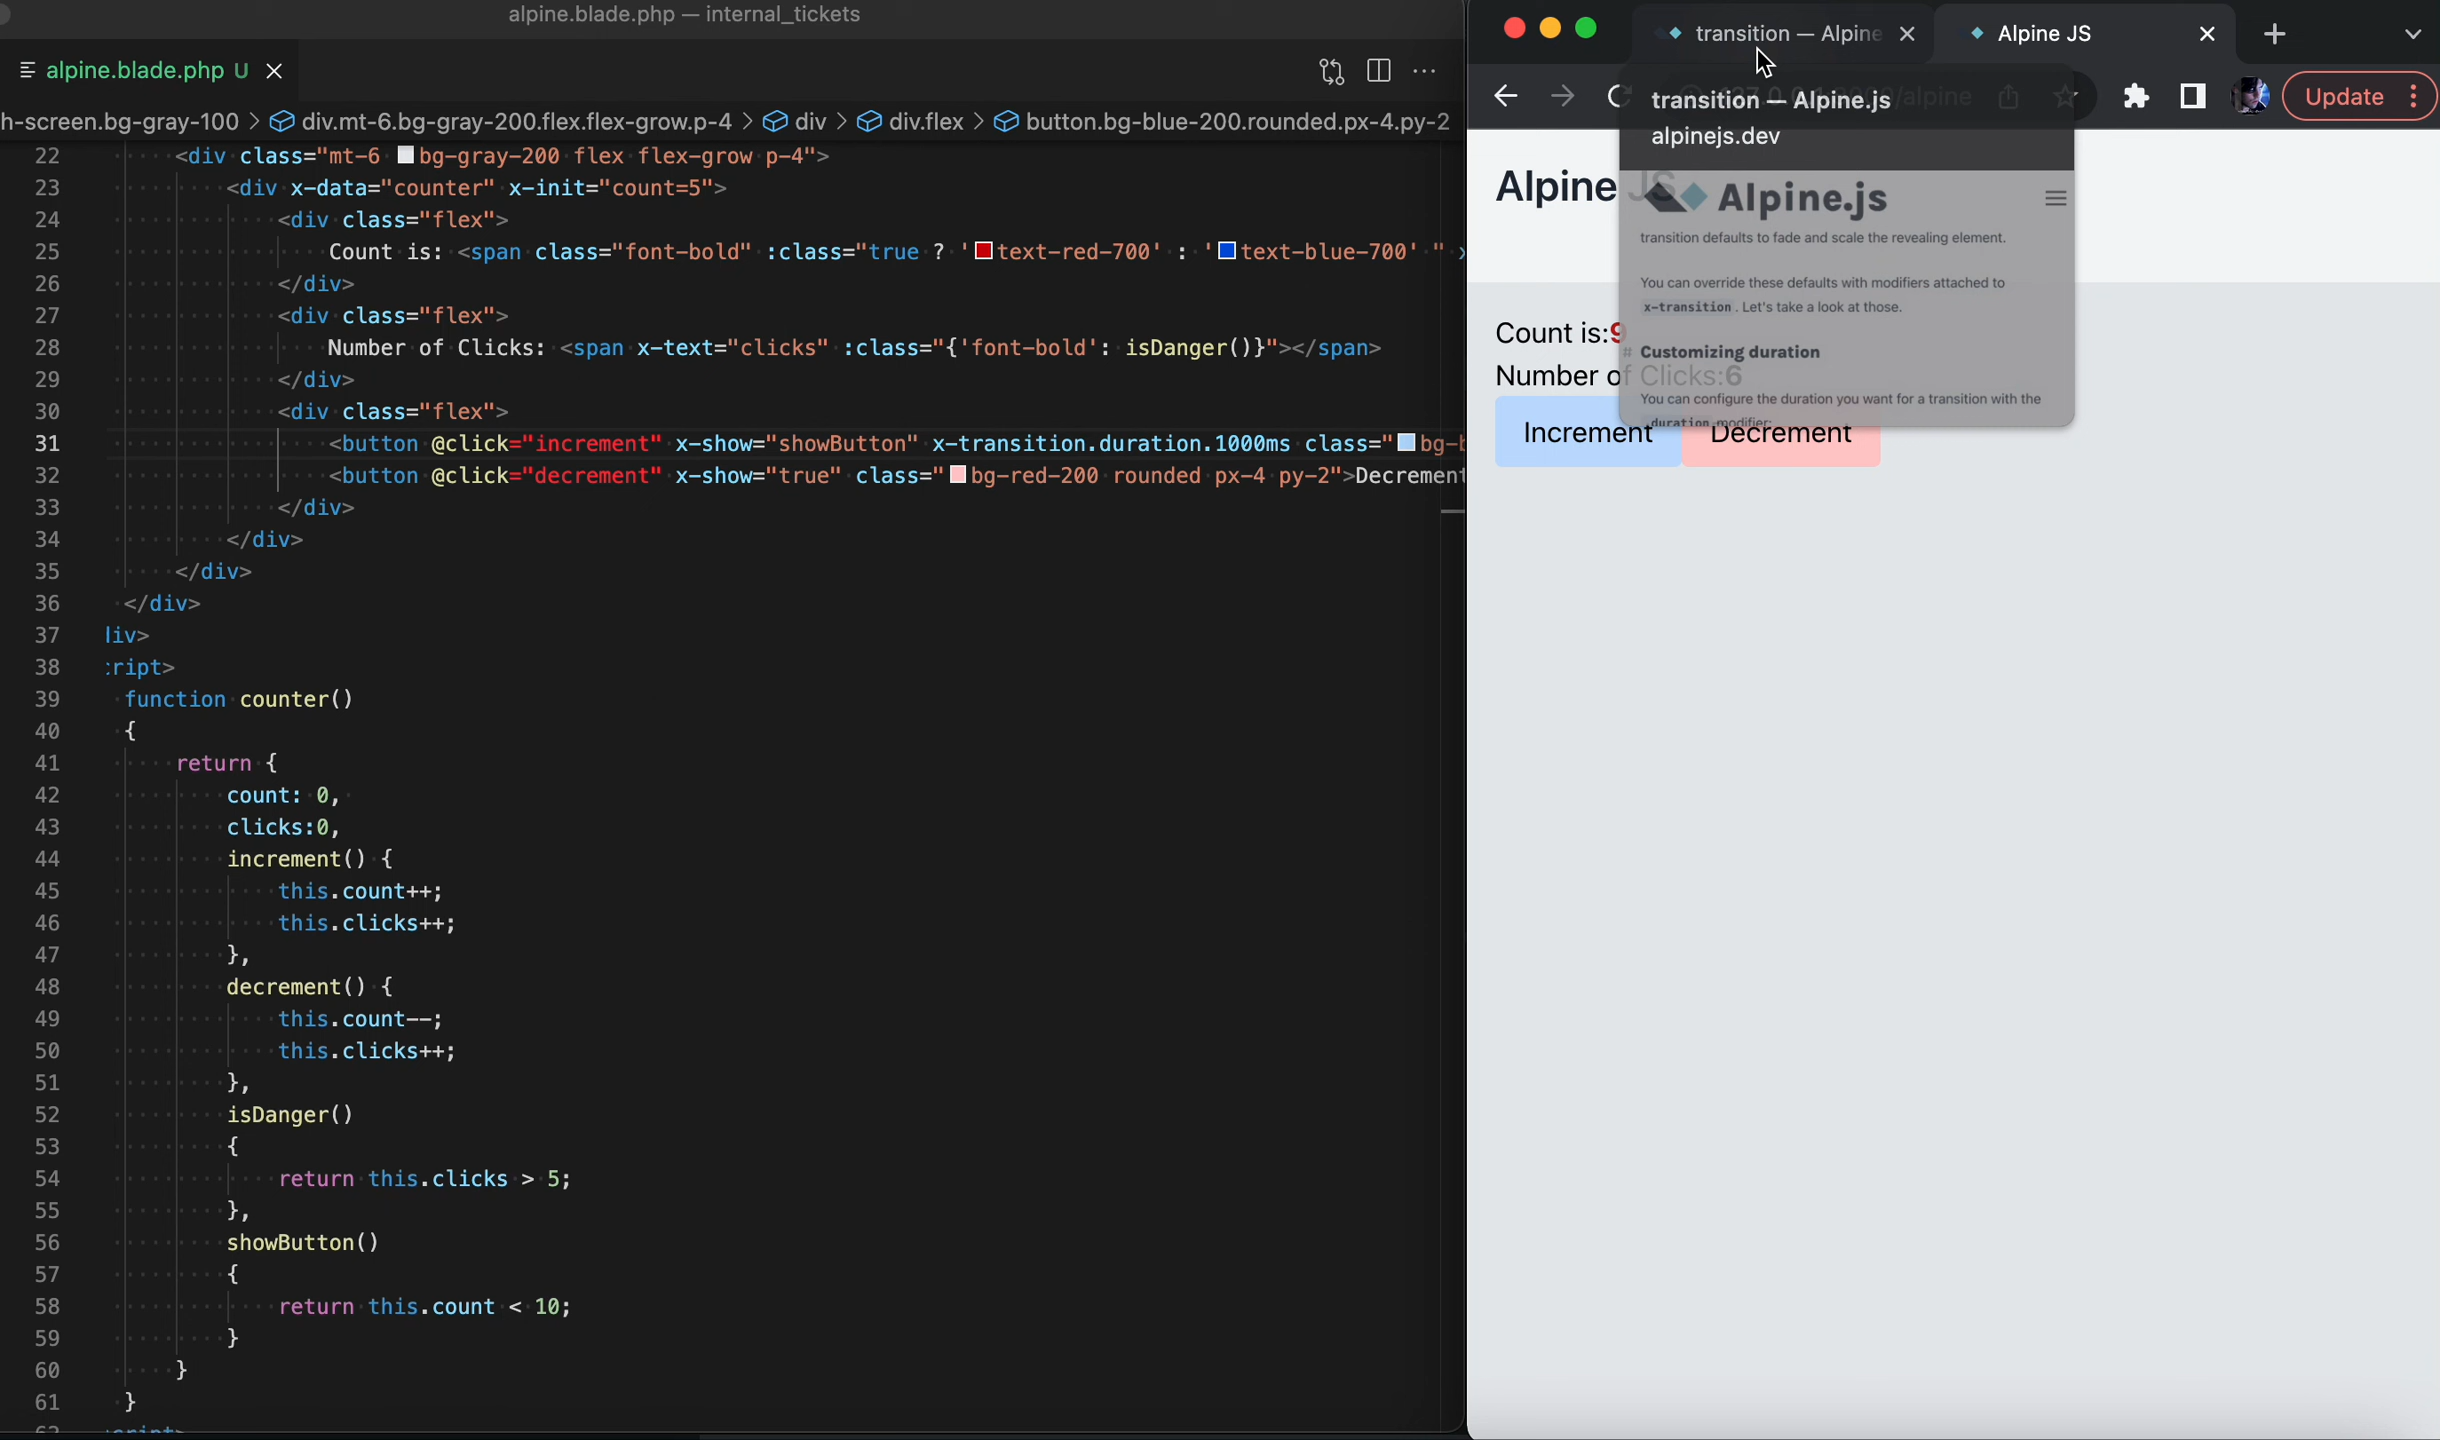 alpine.blade.php — internal_tickets
alpine.blade.php U
h-screen.bg-gray-100 > div.mt-6.bg-gray-200.flex.flex-grow.p-4 > div > div.flex > button.bg-blue-200.rounded.px-4.py-2
22 <div class="mt-6 bg-gray-200 flex flex-grow p-4">
23 <div x-data="counter" x-init="count=5">
24 <div class="flex">
25 Count is: <span class="font-bold" :class="true ? 'text-red-700' : 'text-blue-700' " x
26 </div>
27 <div class="flex">
28 Number of Clicks: <span x-text="clicks" :class="{'font-bold': isDanger()}"></span>
29 </div>
30 <div class="flex">
31 <button @click="increment" x-show="showButton" x-transition.duration.1000ms class="bg-b
32 <button @click="decrement" x-show="true" class="bg-red-200 rounded px-4 py-2">Decrement
33 </div>
34 </div>
35 </div>
36 </div>
37 div>
38 cript>
39 function counter()
40 {
41 return {
42 count: 0,
43 clicks:0,
44 increment() {
45 this.count++;
46 this.clicks++;
47 },
48 decrement() {
49 this.count--;
50 this.clicks++;
51 },
52 isDanger()
53 {
54 return this.clicks > 5;
55 },
56 showButton()
57 {
58 return this.count < 10;
59 }
60 }
61 }
transition — Alpine
Alpine JS
Update
transition — Alpine.js
/alpine
alpinejs.dev
Alpine JS
Alpine.js
transition defaults to fade and scale the revealing element.
You can override these defaults with modifiers attached to
x-transition. Let's take a look at those.
Count is:9
# Customizing duration
Number of Clicks:6
You can configure the duration you want for a transition with the
.duration modifier:
Increment
Decrement